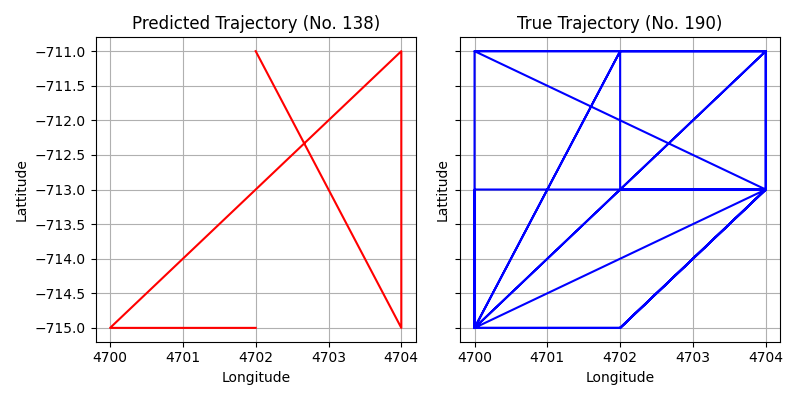 Predicted Trajectory (No. 138)
True Trajectory (No. 190)
−711.0
−711.5
−712.0
−712.5
−713.0
−713.5
−714.0
−714.5
−715.0
Lattitude
Lattitude
4700 4701 4702 4703 4704
4700 4701 4702 4703 4704
Longitude
Longitude